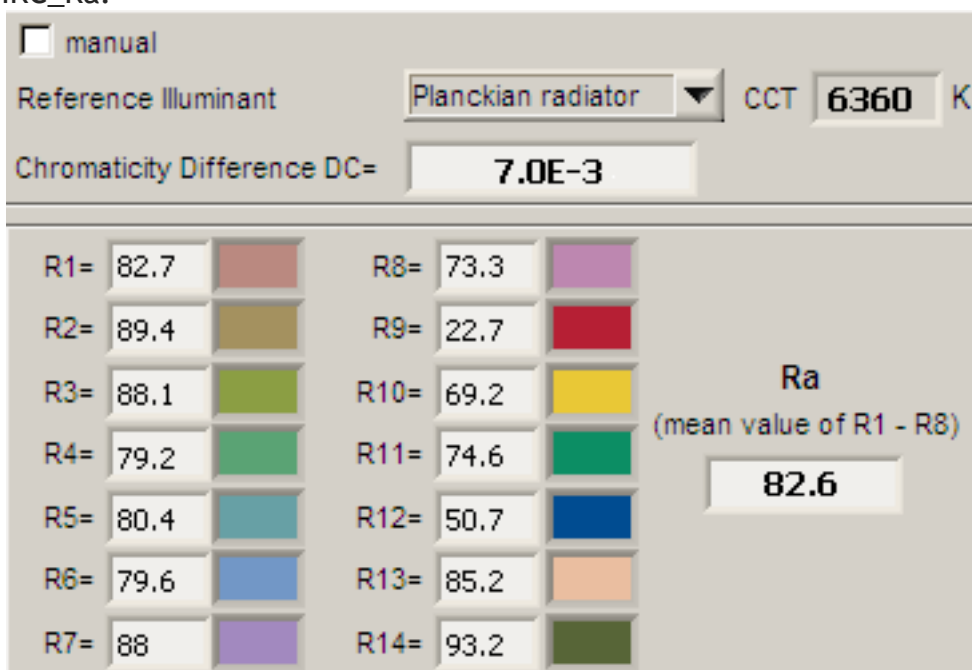 manual
Reference Illuminant Planckian radiator CCT 6360 K
Chromaticity Difference DC= 7.0E-3
R1= 82.7 R8= 73.3
R2= 89.4 R9= 22.7
R3= 88.1 R10= 69.2
R4= 79.2 R11= 74.6
R5= 80.4 R12= 50.7
R6= 79.6 R13= 85.2
R7= 88 R14= 93.2
Ra
(mean value of R1 - R8)
82.6